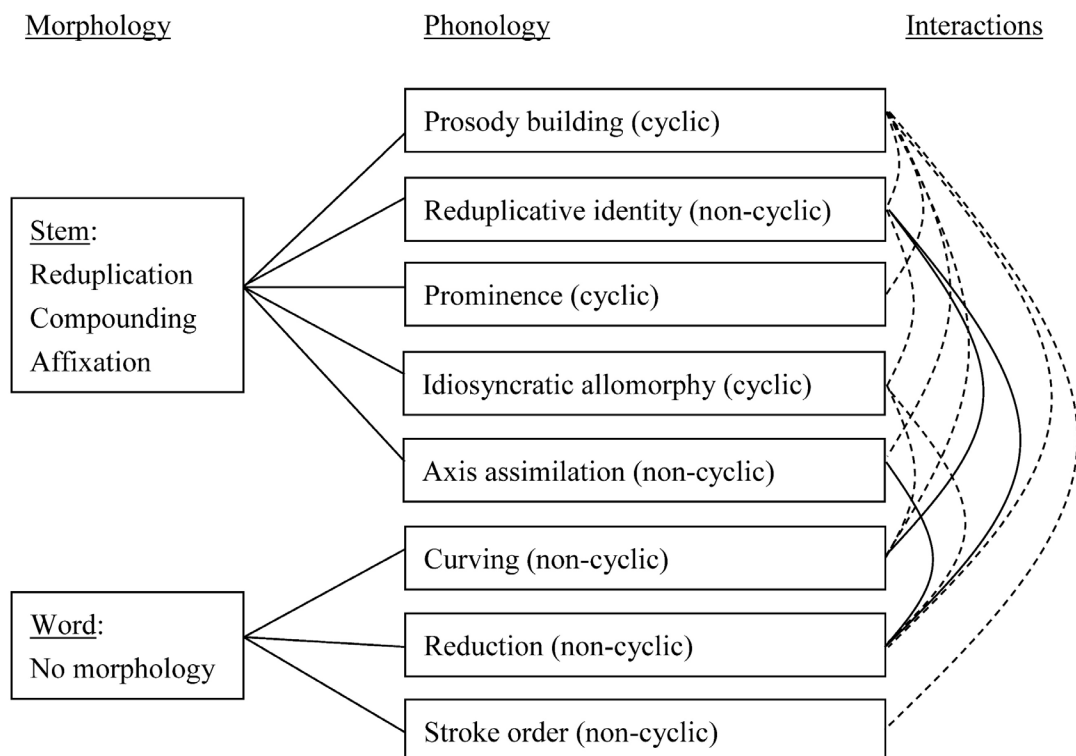 Morphology
Phonology
Interactions
Prosody building (cyclic)
Reduplicative identity (non-cyclic)
Prominence (cyclic)
Idiosyncratic allomorphy (cyclic)
Axis assimilation (non-cyclic)
Curving (non-cyclic)
Reduction (non-cyclic)
Stroke order (non-cyclic)
Stem:
Reduplication
Compounding
Affixation
Word:
No morphology